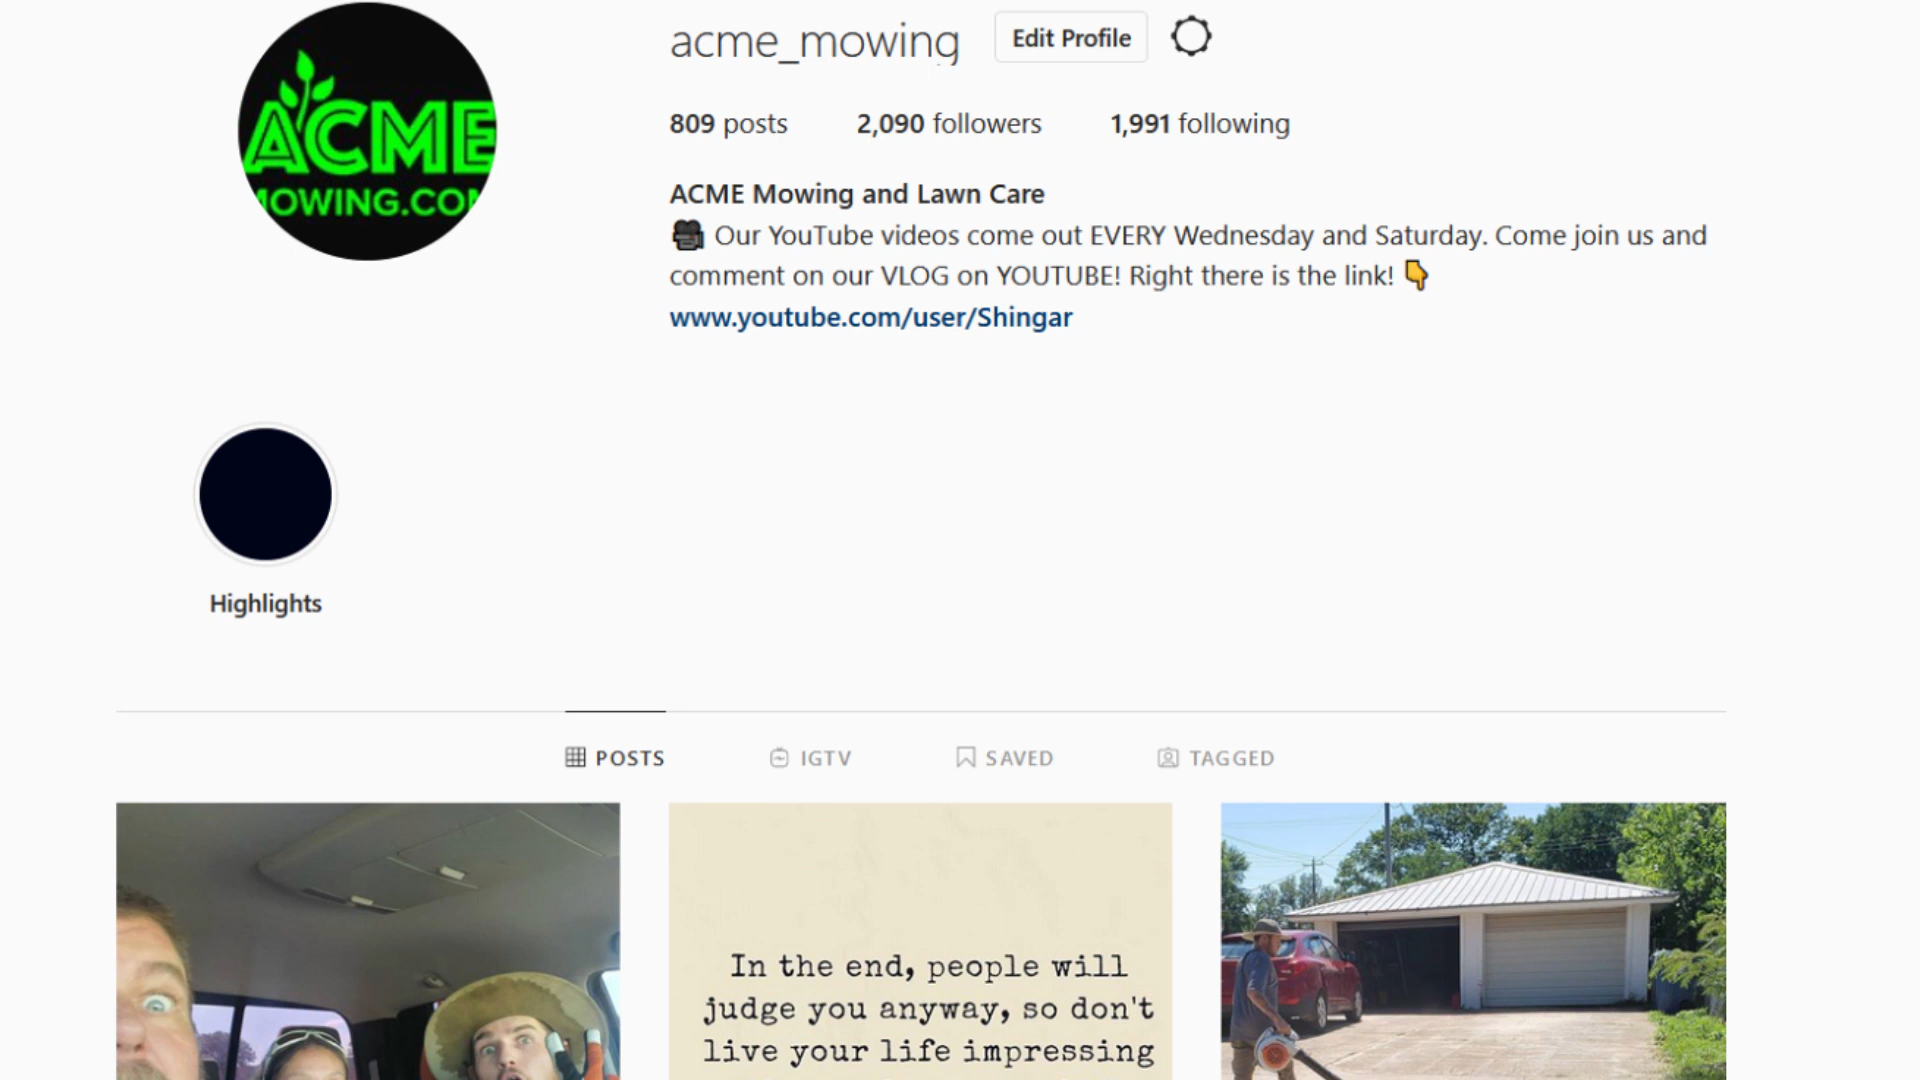 ACME
MOWING.COM
acme_mowing
Edit Profile
809 posts 2,090 followers 1,991 following
ACME Mowing and Lawn Care
🎥 Our YouTube videos come out EVERY Wednesday and Saturday. Come join us and
comment on our VLOG on YOUTUBE! Right there is the link! 👇
www.youtube.com/user/Shingar
Highlights
POSTS IGTV SAVED TAGGED
In the end, people will
judge you anyway, so don't
live your life impressing